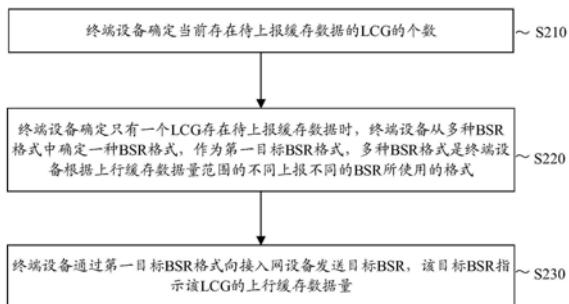 终端设备确定当前存在待上报缓存数据的LCG的个数
S210
终端设备确定只有一个LCG存在待上报缓存数据时，终端设备从多种BSR
格式中确定一种BSR格式，作为第一目标BSR格式，多种BSR格式是终端设
备根据上行缓存数据量范围的不同上报不同的BSR所使用的格式
S220
终端设备通过第一目标BSR格式向接入网设备发送目标BSR，该目标BSR指
示该LCG的上行缓存数据量
S230